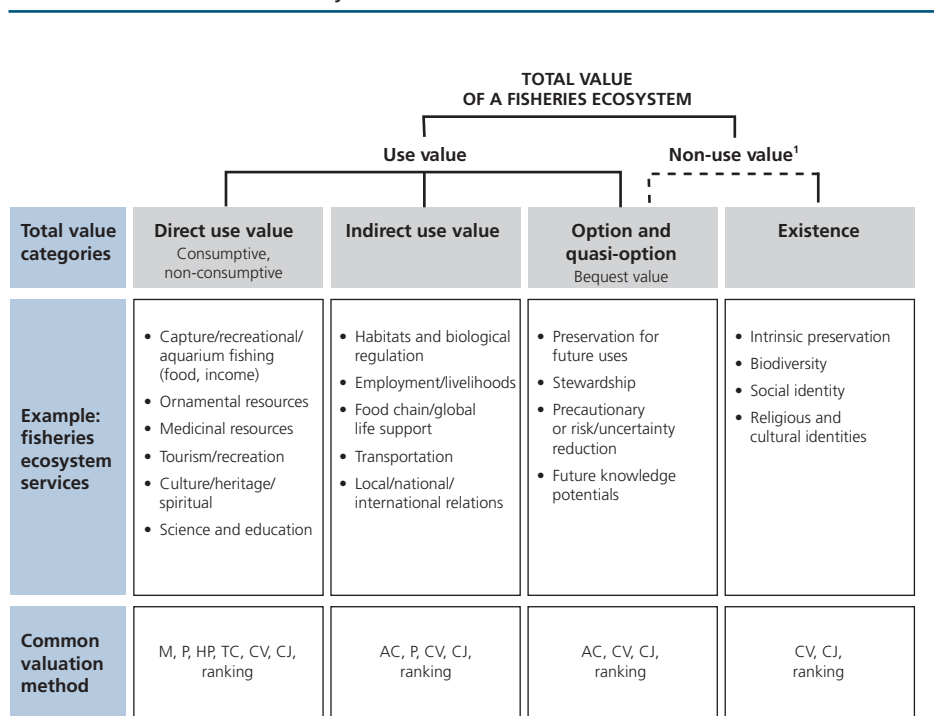 TOTAL VALUE
OF A FISHERIES ECOSYSTEM
Use value
Non-use value¹
Total value
categories
Direct use value
Consumptive,
non-consumptive
Indirect use value
Option and
quasi-option
Bequest value
Existence
Example:
fisheries
ecosystem
services
• Capture/recreational/
aquarium fishing
(food, income)
• Ornamental resources
• Medicinal resources
• Tourism/recreation
• Culture/heritage/
spiritual
• Science and education
• Habitats and biological
regulation
• Employment/livelihoods
• Food chain/global
life support
• Transportation
• Local/national/
international relations
• Preservation for
future uses
• Stewardship
• Precautionary
or risk/uncertainty
reduction
• Future knowledge
potentials
• Intrinsic preservation
• Biodiversity
• Social identity
• Religious and
cultural identities
Common
valuation
method
M, P, HP, TC, CV, CJ,
ranking
AC, P, CV, CJ,
ranking
AC, CV, CJ,
ranking
CV, CJ,
ranking